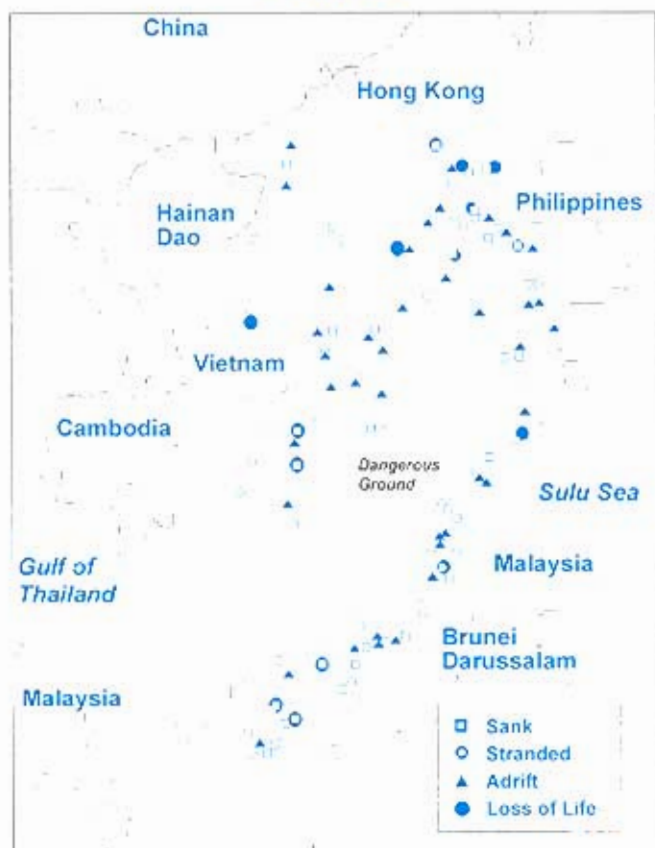 China
Hong Kong
Philippines
Hainan
Dao
Vietnam
Cambodia
Dangerous
Ground
Sulu Sea
Gulf of
Thailand
Malaysia
Brunei
Darussalam
Malaysia
Sank
Stranded
Adrift
Loss of Life